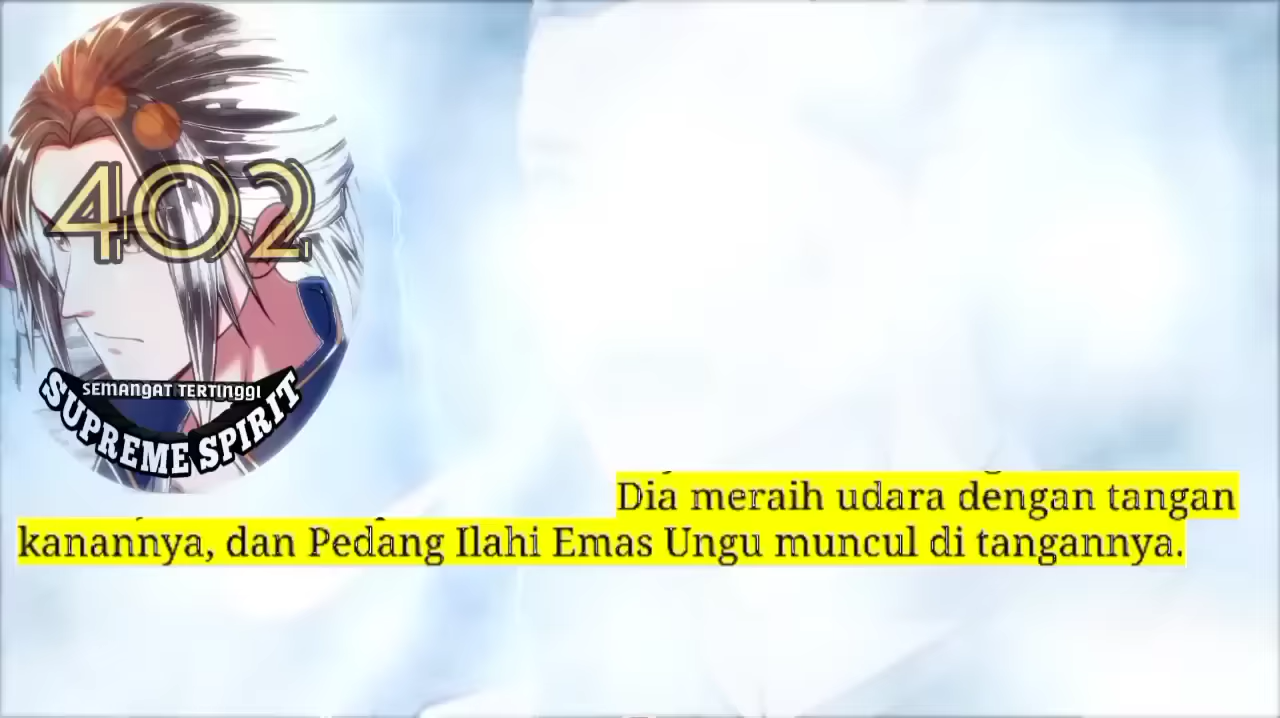 402
SEMANGAT TERTINGGI
SUPREME SPIRIT
Dia meraih udara dengan tangan
kanannya, dan Pedang Ilahi Emas Ungu muncul di tangannya.